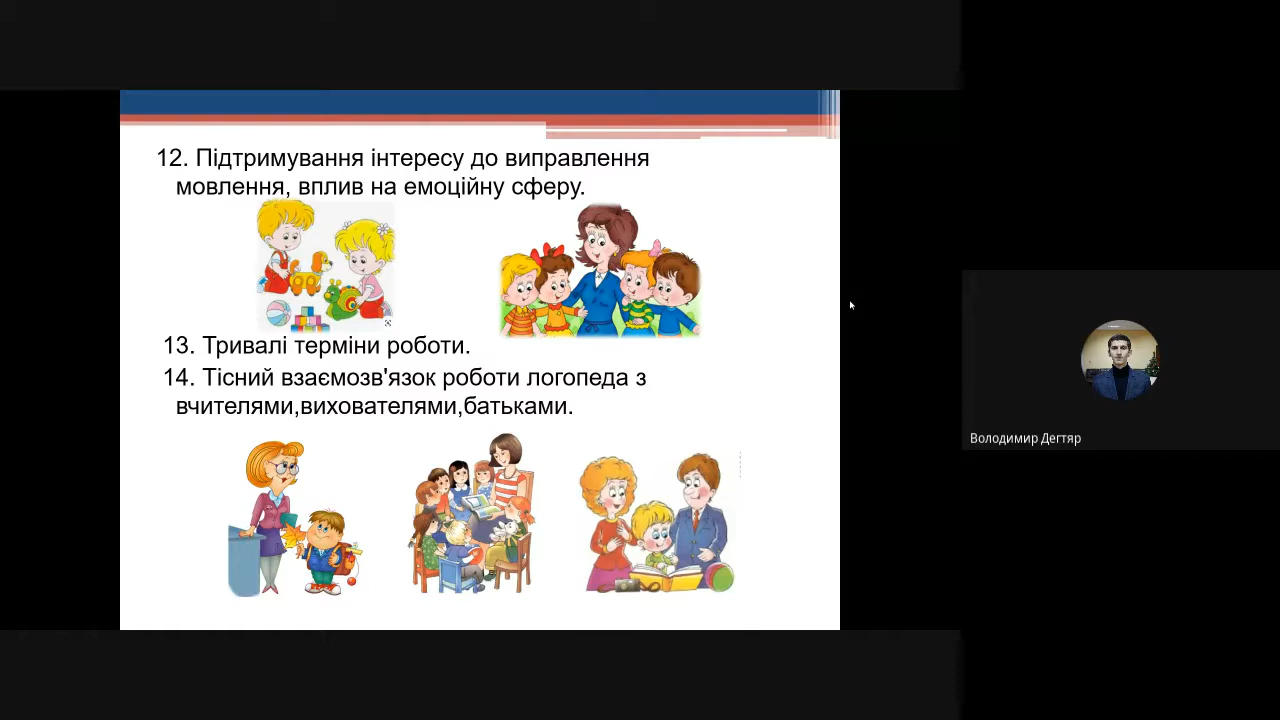 12. Підтримування інтересу до виправлення
мовлення, вплив на емоційну сферу.
13. Тривалі терміни роботи.
14. Тісний взаємозв'язок роботи логопеда з
вчителями,вихователями,батьками.
Володимир Дегтяр